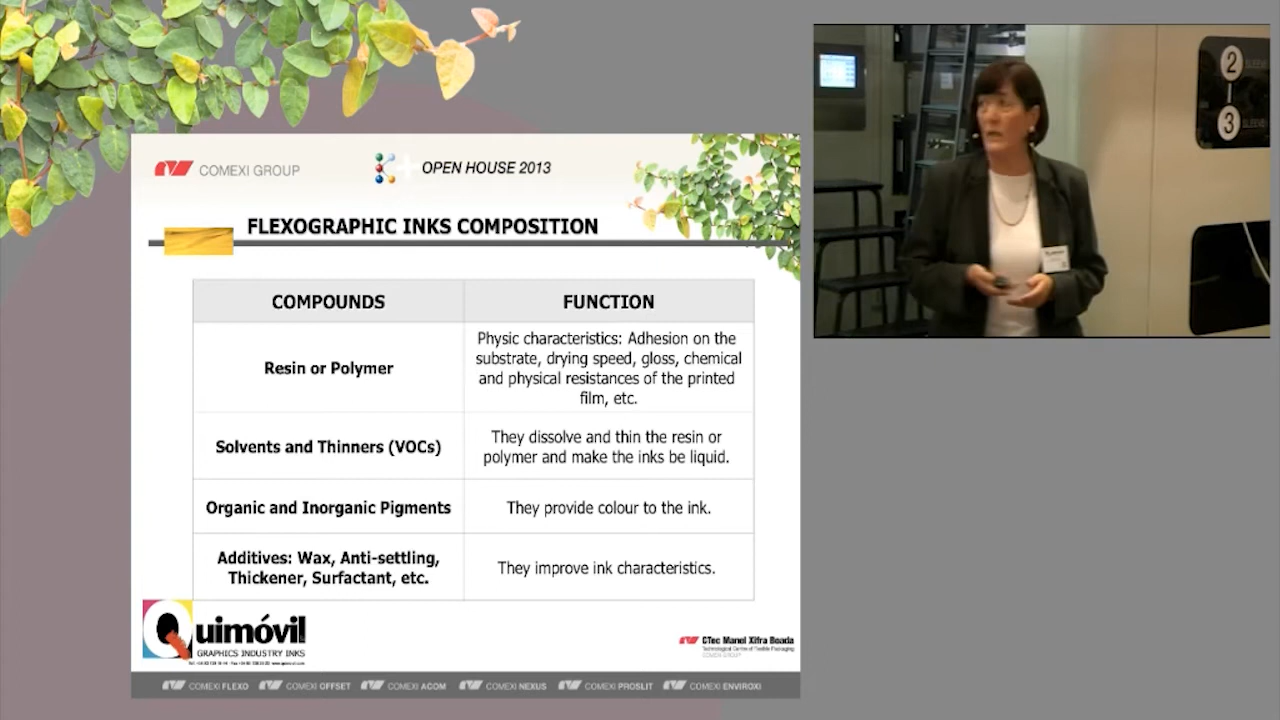 COMEXI GROUP
OPEN HOUSE 2013
FLEXOGRAPHIC INKS COMPOSITION
COMPOUNDS
FUNCTION
Resin or Polymer
Physic characteristics: Adhesion on the
substrate, drying speed, gloss, chemical
and physical resistances of the printed
film, etc.
Solvents and Thinners (VOCs)
They dissolve and thin the resin or
polymer and make the inks be liquid.
Organic and Inorganic Pigments
They provide colour to the ink.
Additives: Wax, Anti-settling,
Thickener, Surfactant, etc.
They improve ink characteristics.
Quimóvil
GRAPHICS INDUSTRY INKS
CTec Manel Xifra Boada
Technological Centre of Flexible Packaging
COMEXI GROUP
COMEXI FLEXO
COMEXI OFFSET
COMEXI ACOM
COMEXI NEXUS
COMEXI PROSLIT
COMEXI ENVIROXI
2
3